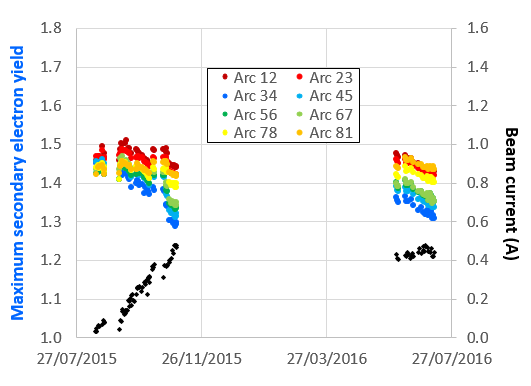 1.8
1.7
1.6
1.5
1.4
1.3
1.2
1.1
1.0
Maximum secondary electron yield
Arc 12 Arc 23
Arc 34 Arc 45
Arc 56 Arc 67
Arc 78 Arc 81
1.6
1.4
1.2
1.0
0.8
0.6
0.4
0.2
0.0
Beam current (A)
27/07/2015 26/11/2015 27/03/2016 27/07/2016